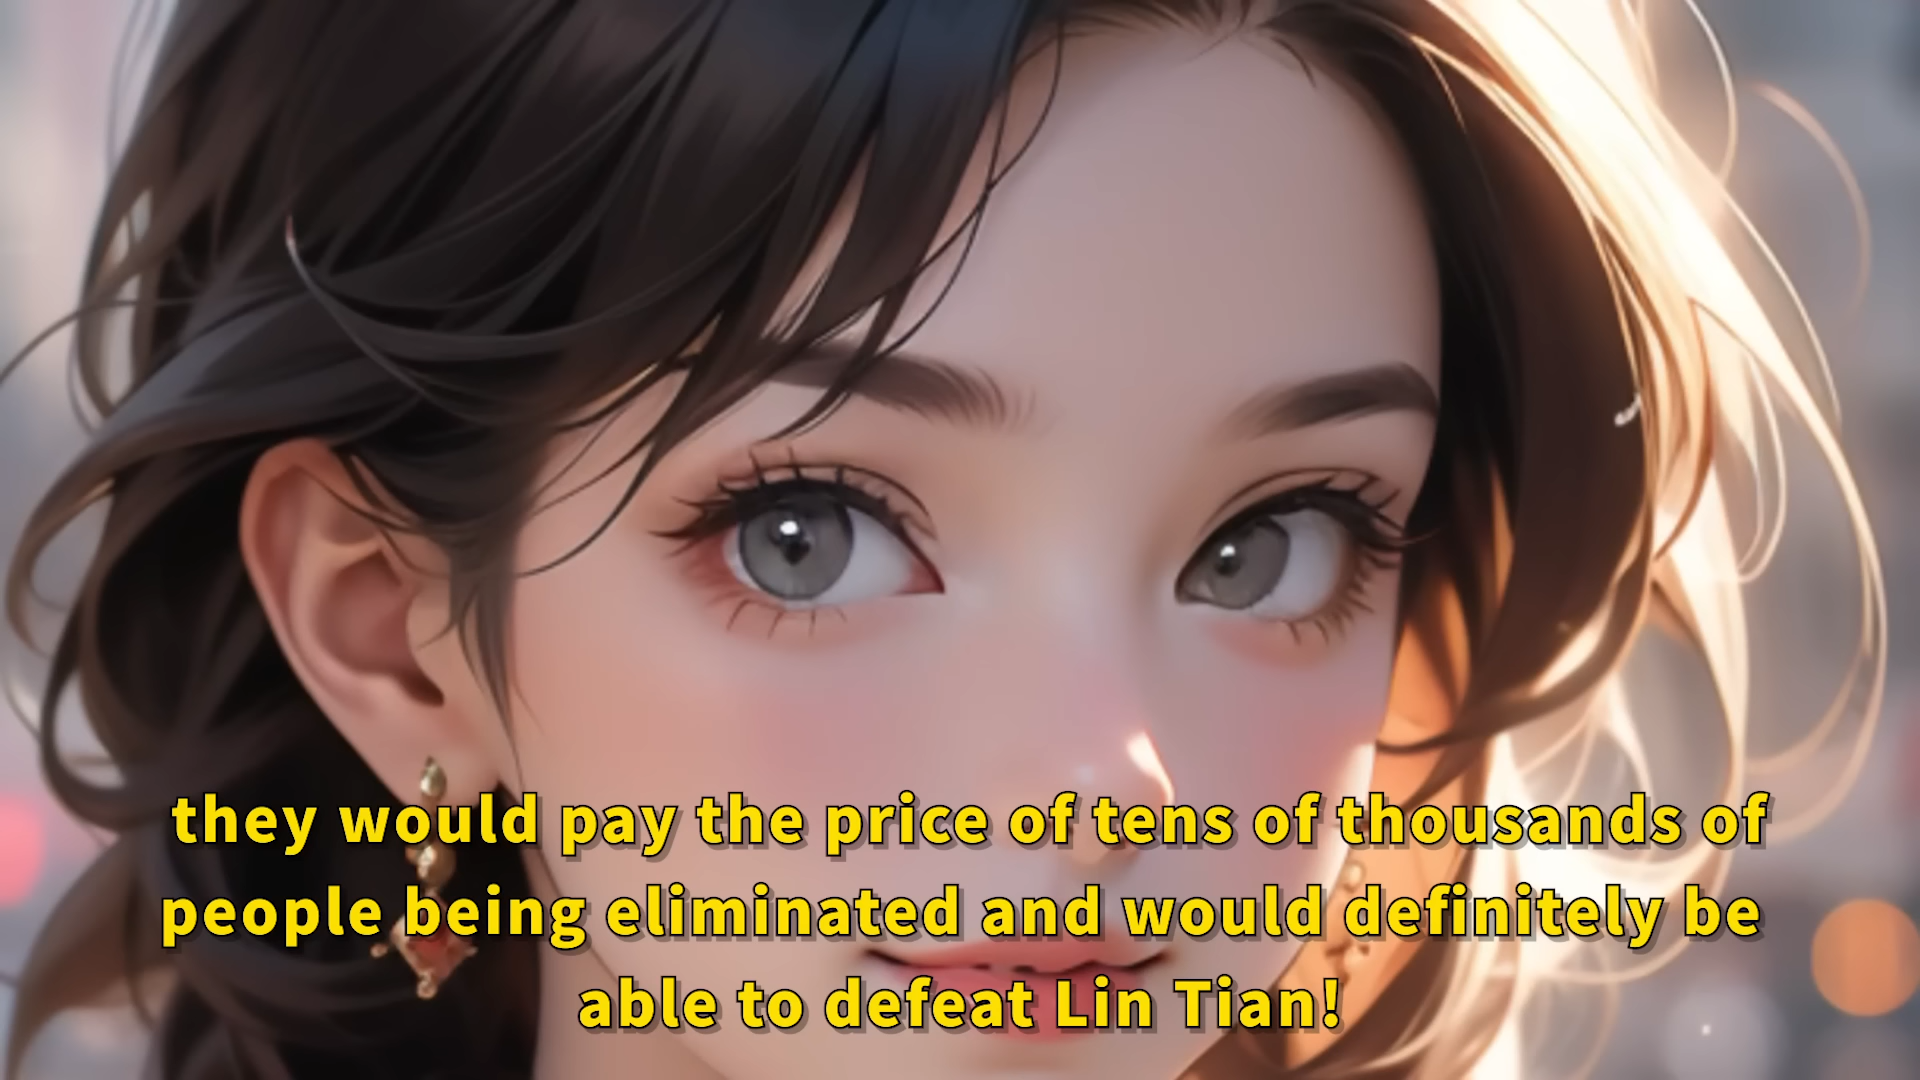 they would pay the price of tens of thousands of
people being eliminated and would definitely be
able to defeat Lin Tian!